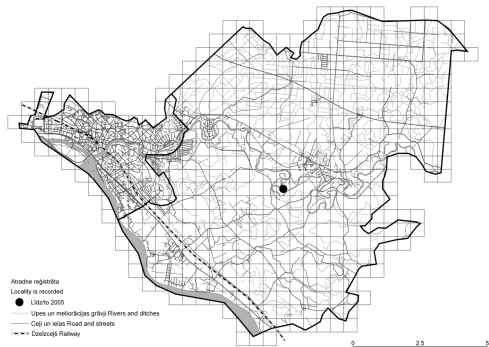 Atradne reģistrēta
Locality is recorded
Līdz/to 2005
Upes un meliorācijas grāvji Rivers and ditches
Ceļi un ielas Road and streets
Dzelzceļš Railway
0 2.5 5